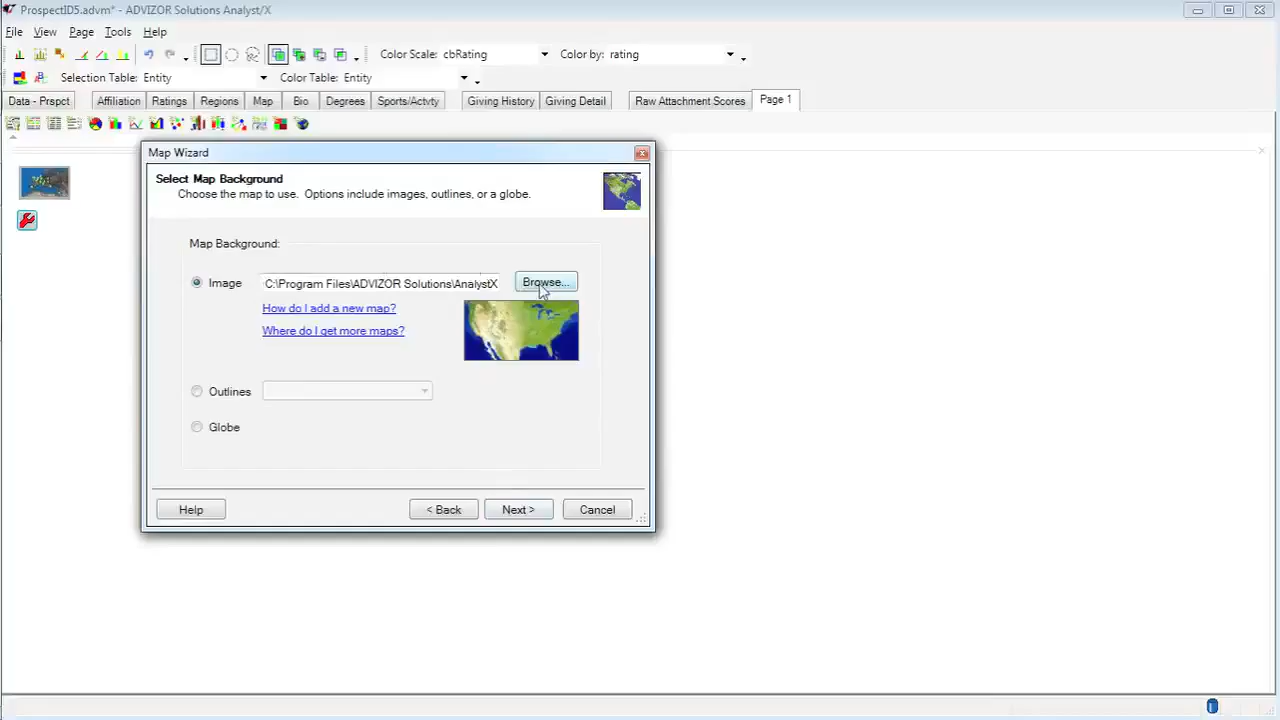 ProspectID5.advm* - ADVIZOR Solutions Analyst/X
File View Page Tools Help
Color Scale: cbRating Color by: rating
Selection Table: Entity Color Table: Entity
Data - Prspct Affiliation Ratings Regions Map Bio Degrees Sports/Actvty Giving History Giving Detail Raw Attachment Scores Page 1
Map Wizard
Select Map Background
Choose the map to use. Options include images, outlines, or a globe.
Map Background:
Image C:\Program Files\ADVIZOR Solutions\AnalystX Browse...
How do I add a new map?
Where do I get more maps?
Outlines
Globe
Help < Back Next > Cancel